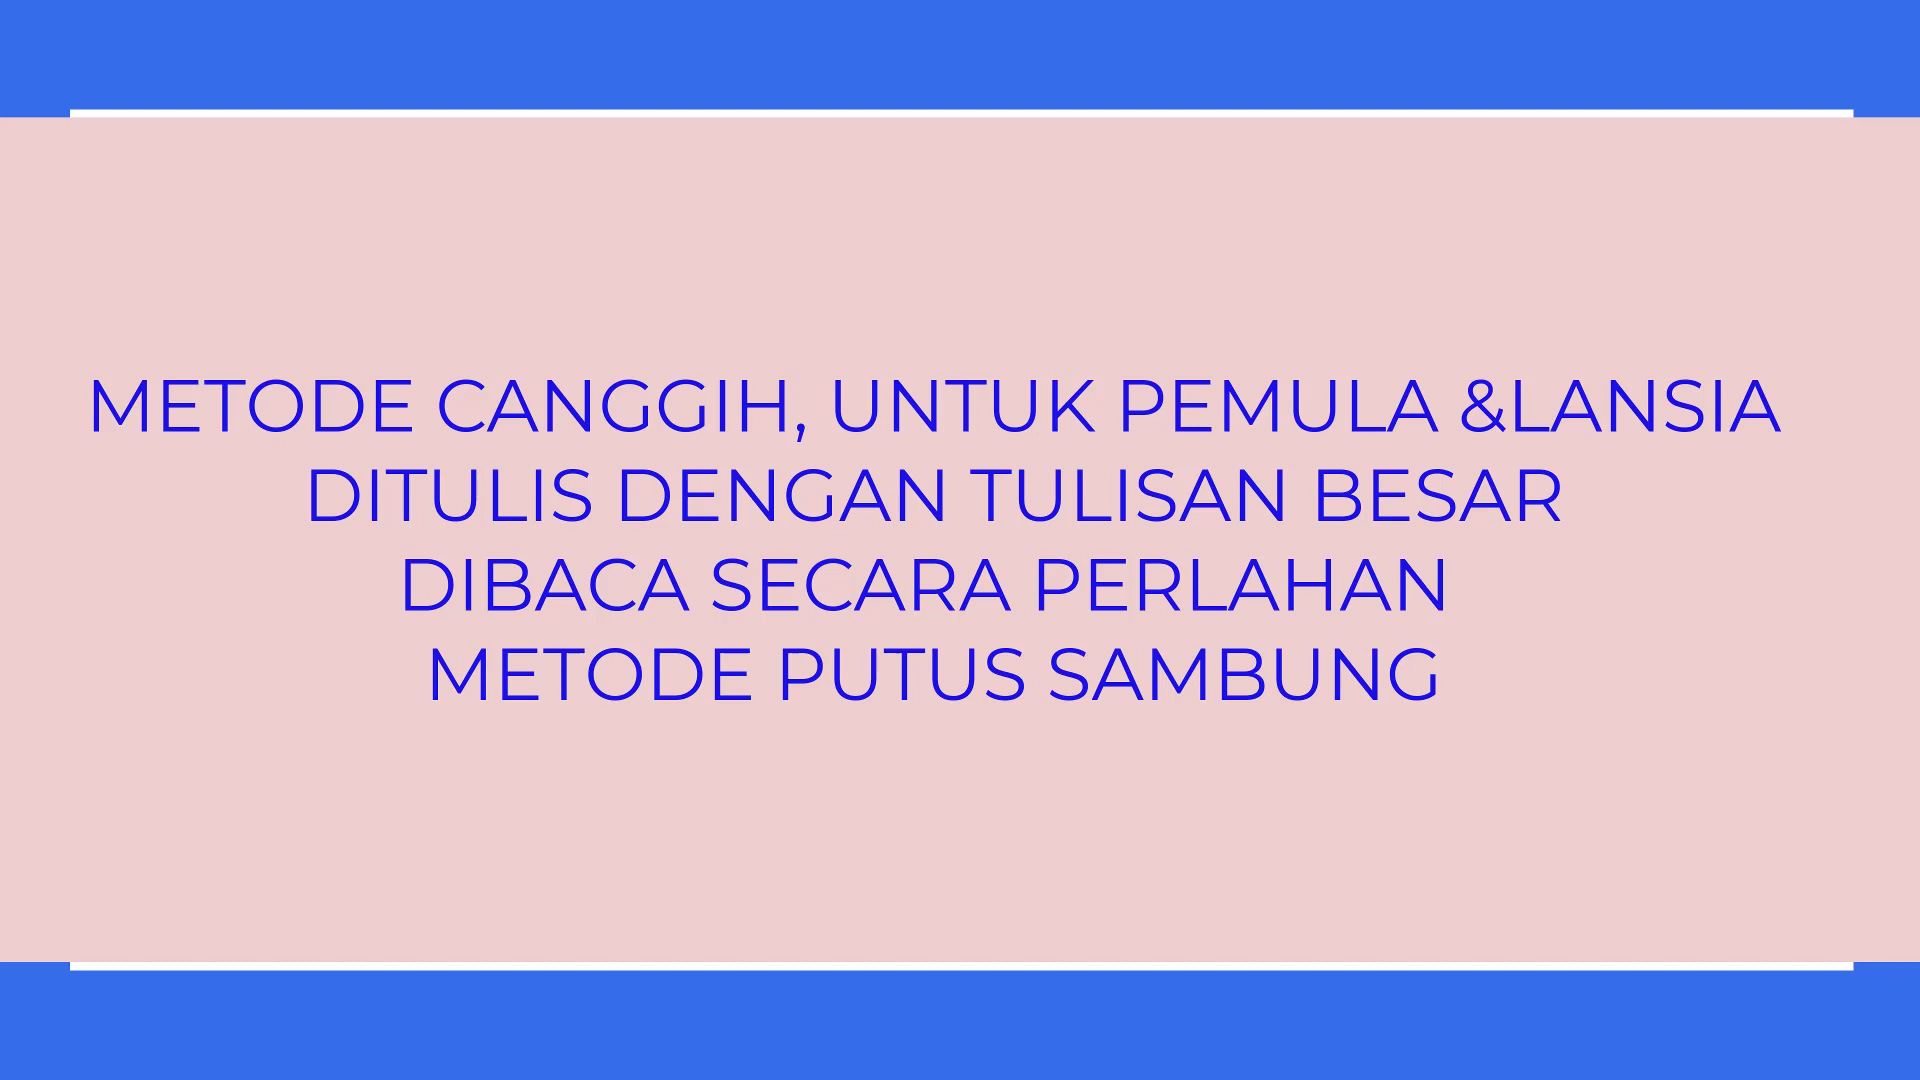 METODE CANGGIH, UNTUK PEMULA &LANSIA
DITULIS DENGAN TULISAN BESAR
DIBACA SECARA PERLAHAN
METODE PUTUS SAMBUNG